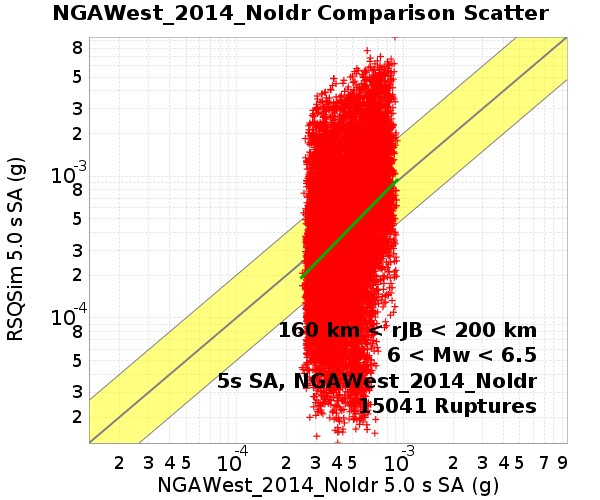 NGAWest_2014_NoIdr Comparison Scatter
8
5
3
2
10-3
8
5
3
2
10-4
8
5
3
2
RSQSim 5.0 s SA (g)
160 km < rJB < 200 km
6 < Mw < 6.5
5s SA, NGAWest_2014_NoIdr
15041 Ruptures
2 3 4 5 10-4 2 3 4 5 10-3 2 3 4 5 7 9
NGAWest_2014_NoIdr 5.0 s SA (g)